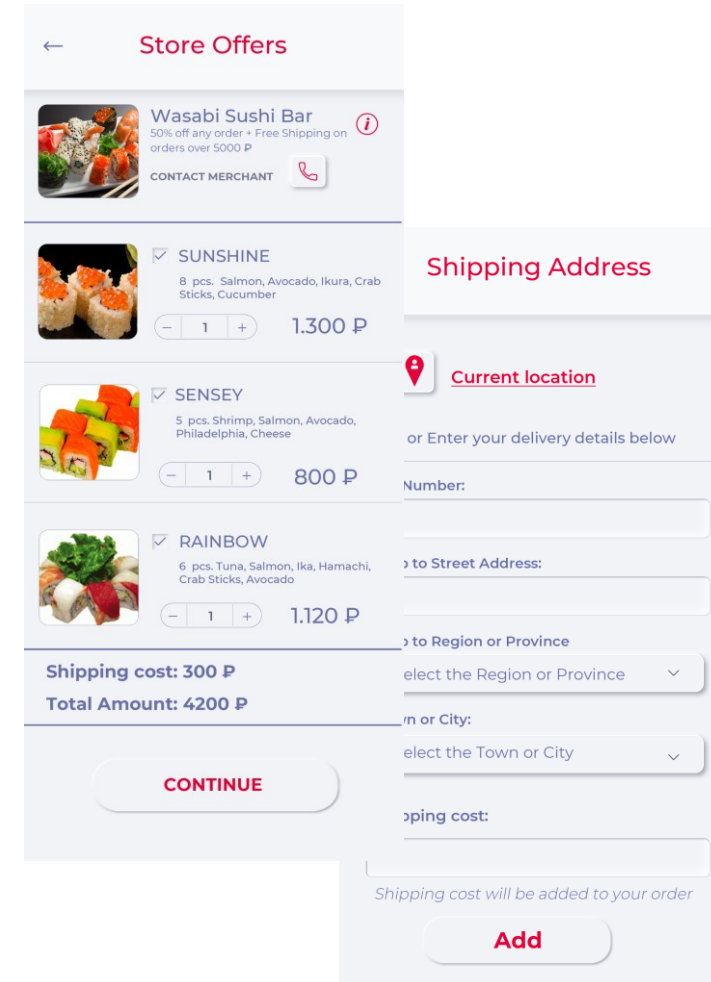 ← Store Offers
Wasabi Sushi Bar
50% off any order + Free Shipping on
orders over 5000 ₽
CONTACT MERCHANT
SUNSHINE
8 pcs. Salmon, Avocado, Ikura, Crab
Sticks, Cucumber
− 1 + 1.300 ₽
SENSEY
5 pcs. Shrimp, Salmon, Avocado,
Philadelphia, Cheese
− 1 + 800 ₽
RAINBOW
6 pcs. Tuna, Salmon, Ika, Hamachi,
Crab Sticks, Avocado
− 1 + 1.120 ₽
Shipping cost: 300 ₽
Total Amount: 4200 ₽
CONTINUE
Shipping Address
Current location
or Enter your delivery details below
Number:
to Street Address:
to Region or Province
elect the Region or Province
n or City:
elect the Town or City
pping cost:
Shipping cost will be added to your order
Add